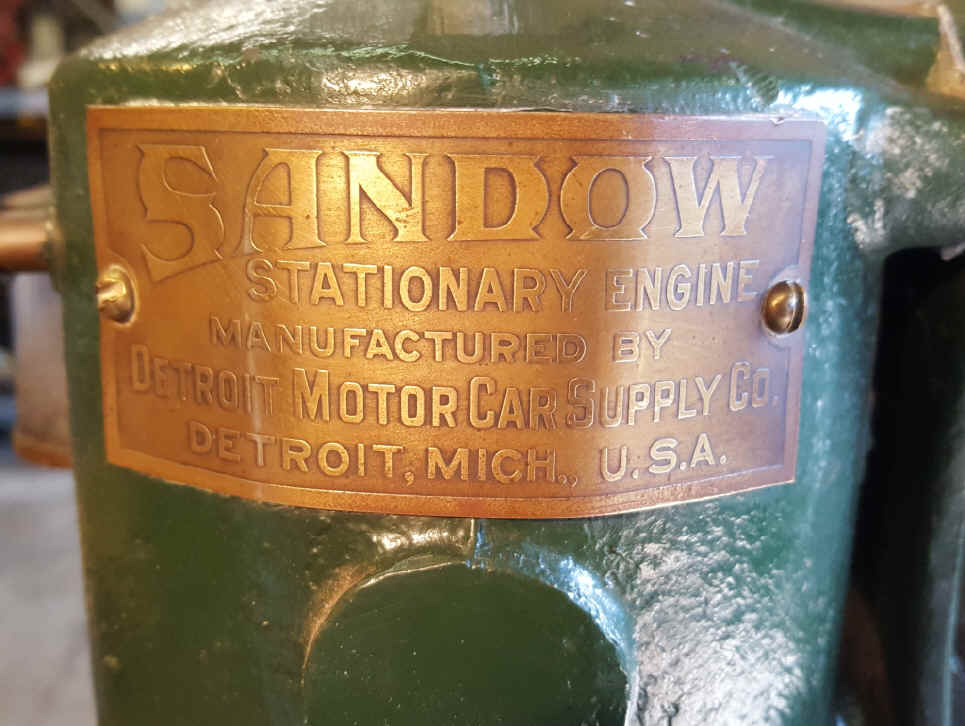 SANDOW
STATIONARY ENGINE
MANUFACTURED BY
DETROIT MOTOR CAR SUPPLY CO.
DETROIT, MICH., U.S.A.